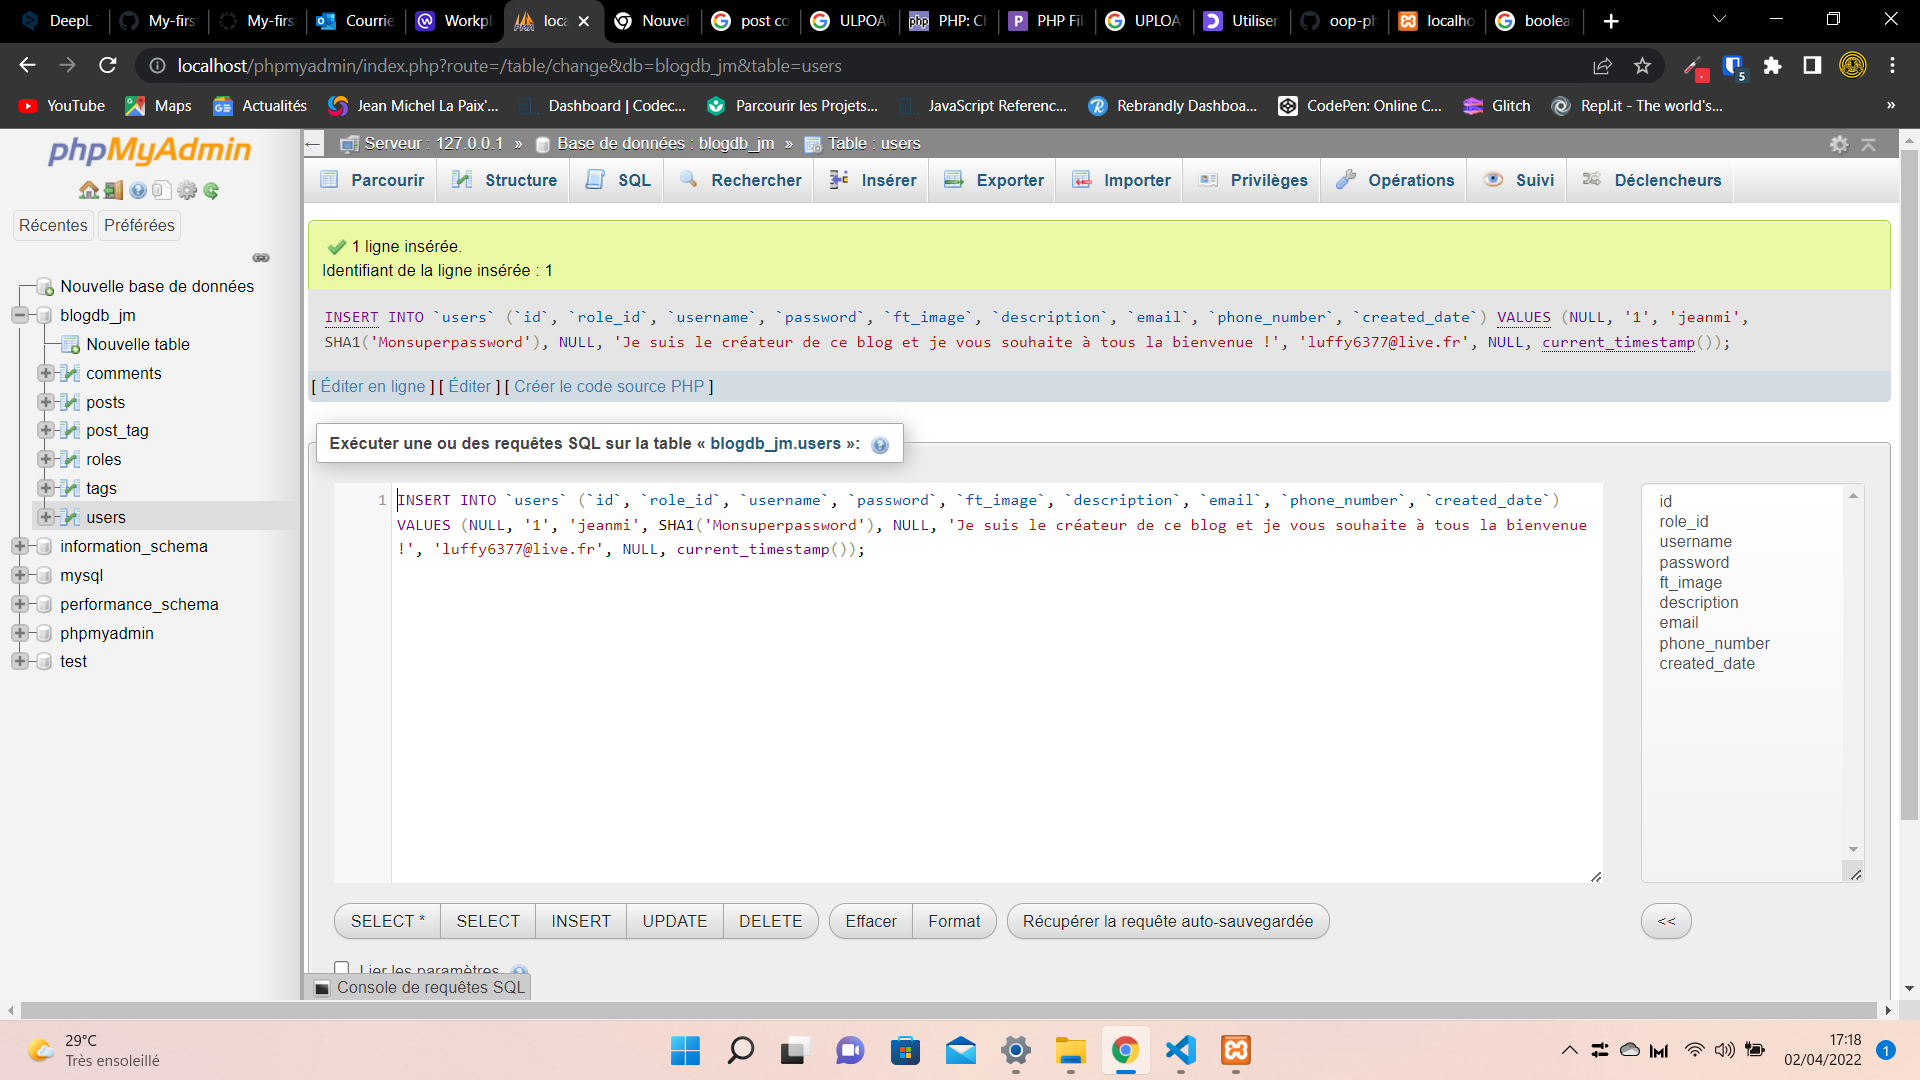 DeepL My-firs My-firs Courrie Workpl loca Nouvel post co ULPOA PHP: Ch PHP Fil UPLOA Utiliser oop-ph localho boolean
localhost/phpmyadmin/index.php?route=/table/change&db=blogdb_jm&table=users
5
YouTube Maps Actualités Jean Michel La Paix'... Dashboard | Codec... Parcourir les Projets... JavaScript Referenc... Rebrandly Dashboa... CodePen: Online C... Glitch Repl.it - The world's... »
phpMyAdmin
Récentes Préférées
Nouvelle base de données
blogdb_jm
Nouvelle table
comments
posts
post_tag
roles
tags
users
information_schema
mysql
performance_schema
phpmyadmin
test
Serveur : 127.0.0.1 » Base de données : blogdb_jm » Table : users
Parcourir Structure SQL Rechercher Insérer Exporter Importer Privilèges Opérations Suivi Déclencheurs
1 ligne insérée.
Identifiant de la ligne insérée : 1
INSERT INTO `users` (`id`, `role_id`, `username`, `password`, `ft_image`, `description`, `email`, `phone_number`, `created_date`) VALUES (NULL, '1', 'jeanmi',
SHA1('Monsuperpassword'), NULL, 'Je suis le créateur de ce blog et je vous souhaite à tous la bienvenue !', 'luffy6377@live.fr', NULL, current_timestamp());
[ Éditer en ligne ] [ Éditer ] [ Créer le code source PHP ]
Exécuter une ou des requêtes SQL sur la table « blogdb_jm.users »:
1 INSERT INTO `users` (`id`, `role_id`, `username`, `password`, `ft_image`, `description`, `email`, `phone_number`, `created_date`)
VALUES (NULL, '1', 'jeanmi', SHA1('Monsuperpassword'), NULL, 'Je suis le créateur de ce blog et je vous souhaite à tous la bienvenue
!', 'luffy6377@live.fr', NULL, current_timestamp());
id
role_id
username
password
ft_image
description
email
phone_number
created_date
SELECT * SELECT INSERT UPDATE DELETE Effacer Format Récupérer la requête auto-sauvegardée <<
Lier les paramètres
Console de requêtes SQL
29°C
Très ensoleillé
17:18
02/04/2022
1